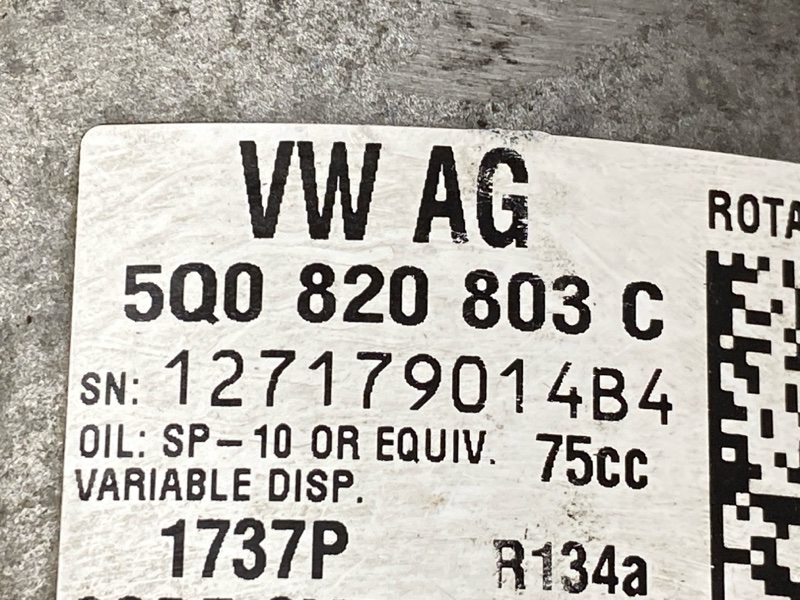 VW AG
5Q0 820 803 C
SN: 127179014B4
OIL: SP-10 OR EQUIV. 75cc
VARIABLE DISP.
1737P R134a
ROTA